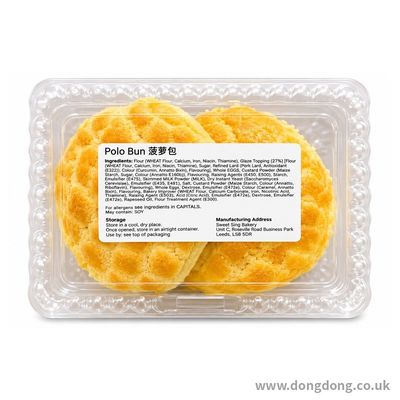 Polo Bun 菠萝包
Ingredients: Flour (WHEAT Flour, Calcium, Iron, Niacin, Thiamine), Glaze Topping [27%] [Flour
(WHEAT Flour, Calcium, Iron, Niacin, Thiamine), Sugar, Refined Lard (Pork Lard, Antioxidant
(E322)), Colour (Curcumin, Annatto Bixin), Flavouring, Whole EGGS, Custard Powder (Maize
Starch, Sugar, Colour (Annatto, E160b)), Flavouring, Raising Agents (E450, E500), Starch,
Emulsifier (E475), Skimmed MILK Powder (MILK), Dry Instant Yeast (Saccharomyces
Cerevisiae), Emulsifier (E435, E491), Salt, Custard Powder (Maize Starch, Colour (Annatto,
Riboflavin), Flavouring), Whole Eggs, Dextrose, Emulsifier (E472e), Colour (Caramel, Annatto
Bixin), Flavouring, Bakery Improver (WHEAT Flour, Calcium Carbonate, Iron, Nicotinic Acid,
Thiamine), Raising Agent (E503), Acid (Citric Acid), Emulsifier (E472e), Dextrose, Emulsifier
(E472e), Rapeseed Oil, Flour Treatment Agent (E300).
For allergens see ingredients in CAPITALS.
May contain: SOY
Storage
Store in a cool, dry place.
Once opened, store in an airtight container.
Use by: see top of packaging
Manufacturing Address
Sweet Sing Bakery
Unit C, Roseville Road Business Park
Leeds, LS8 5DR
www.dongdong.co.uk